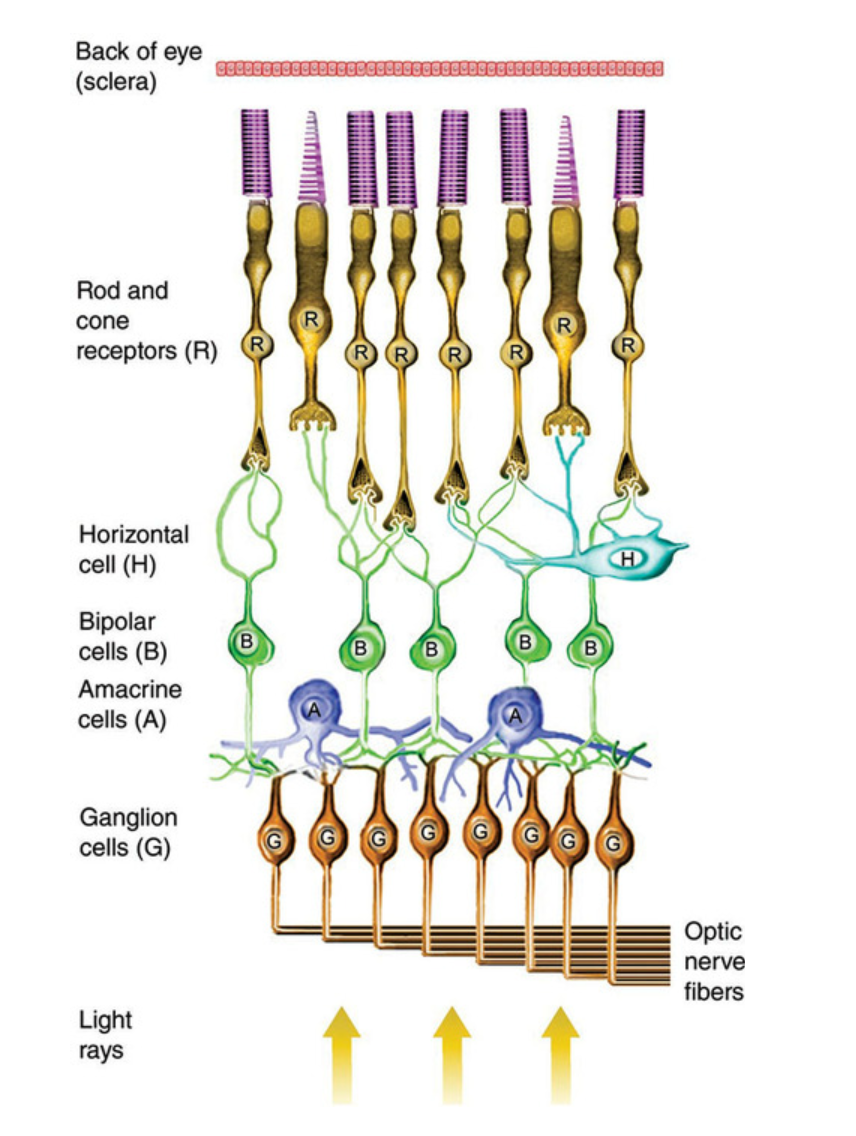 Back of eye
(sclera)
Rod and
cone
receptors (R)
R
R
R
R
R
R
R
R
Horizontal
cell (H)
H
Bipolar
cells (B)
B
B
B
B
B
Amacrine
cells (A)
A
A
Ganglion
cells (G)
G
G
G
G
G
G
G
G
Optic
nerve
fibers
Light
rays